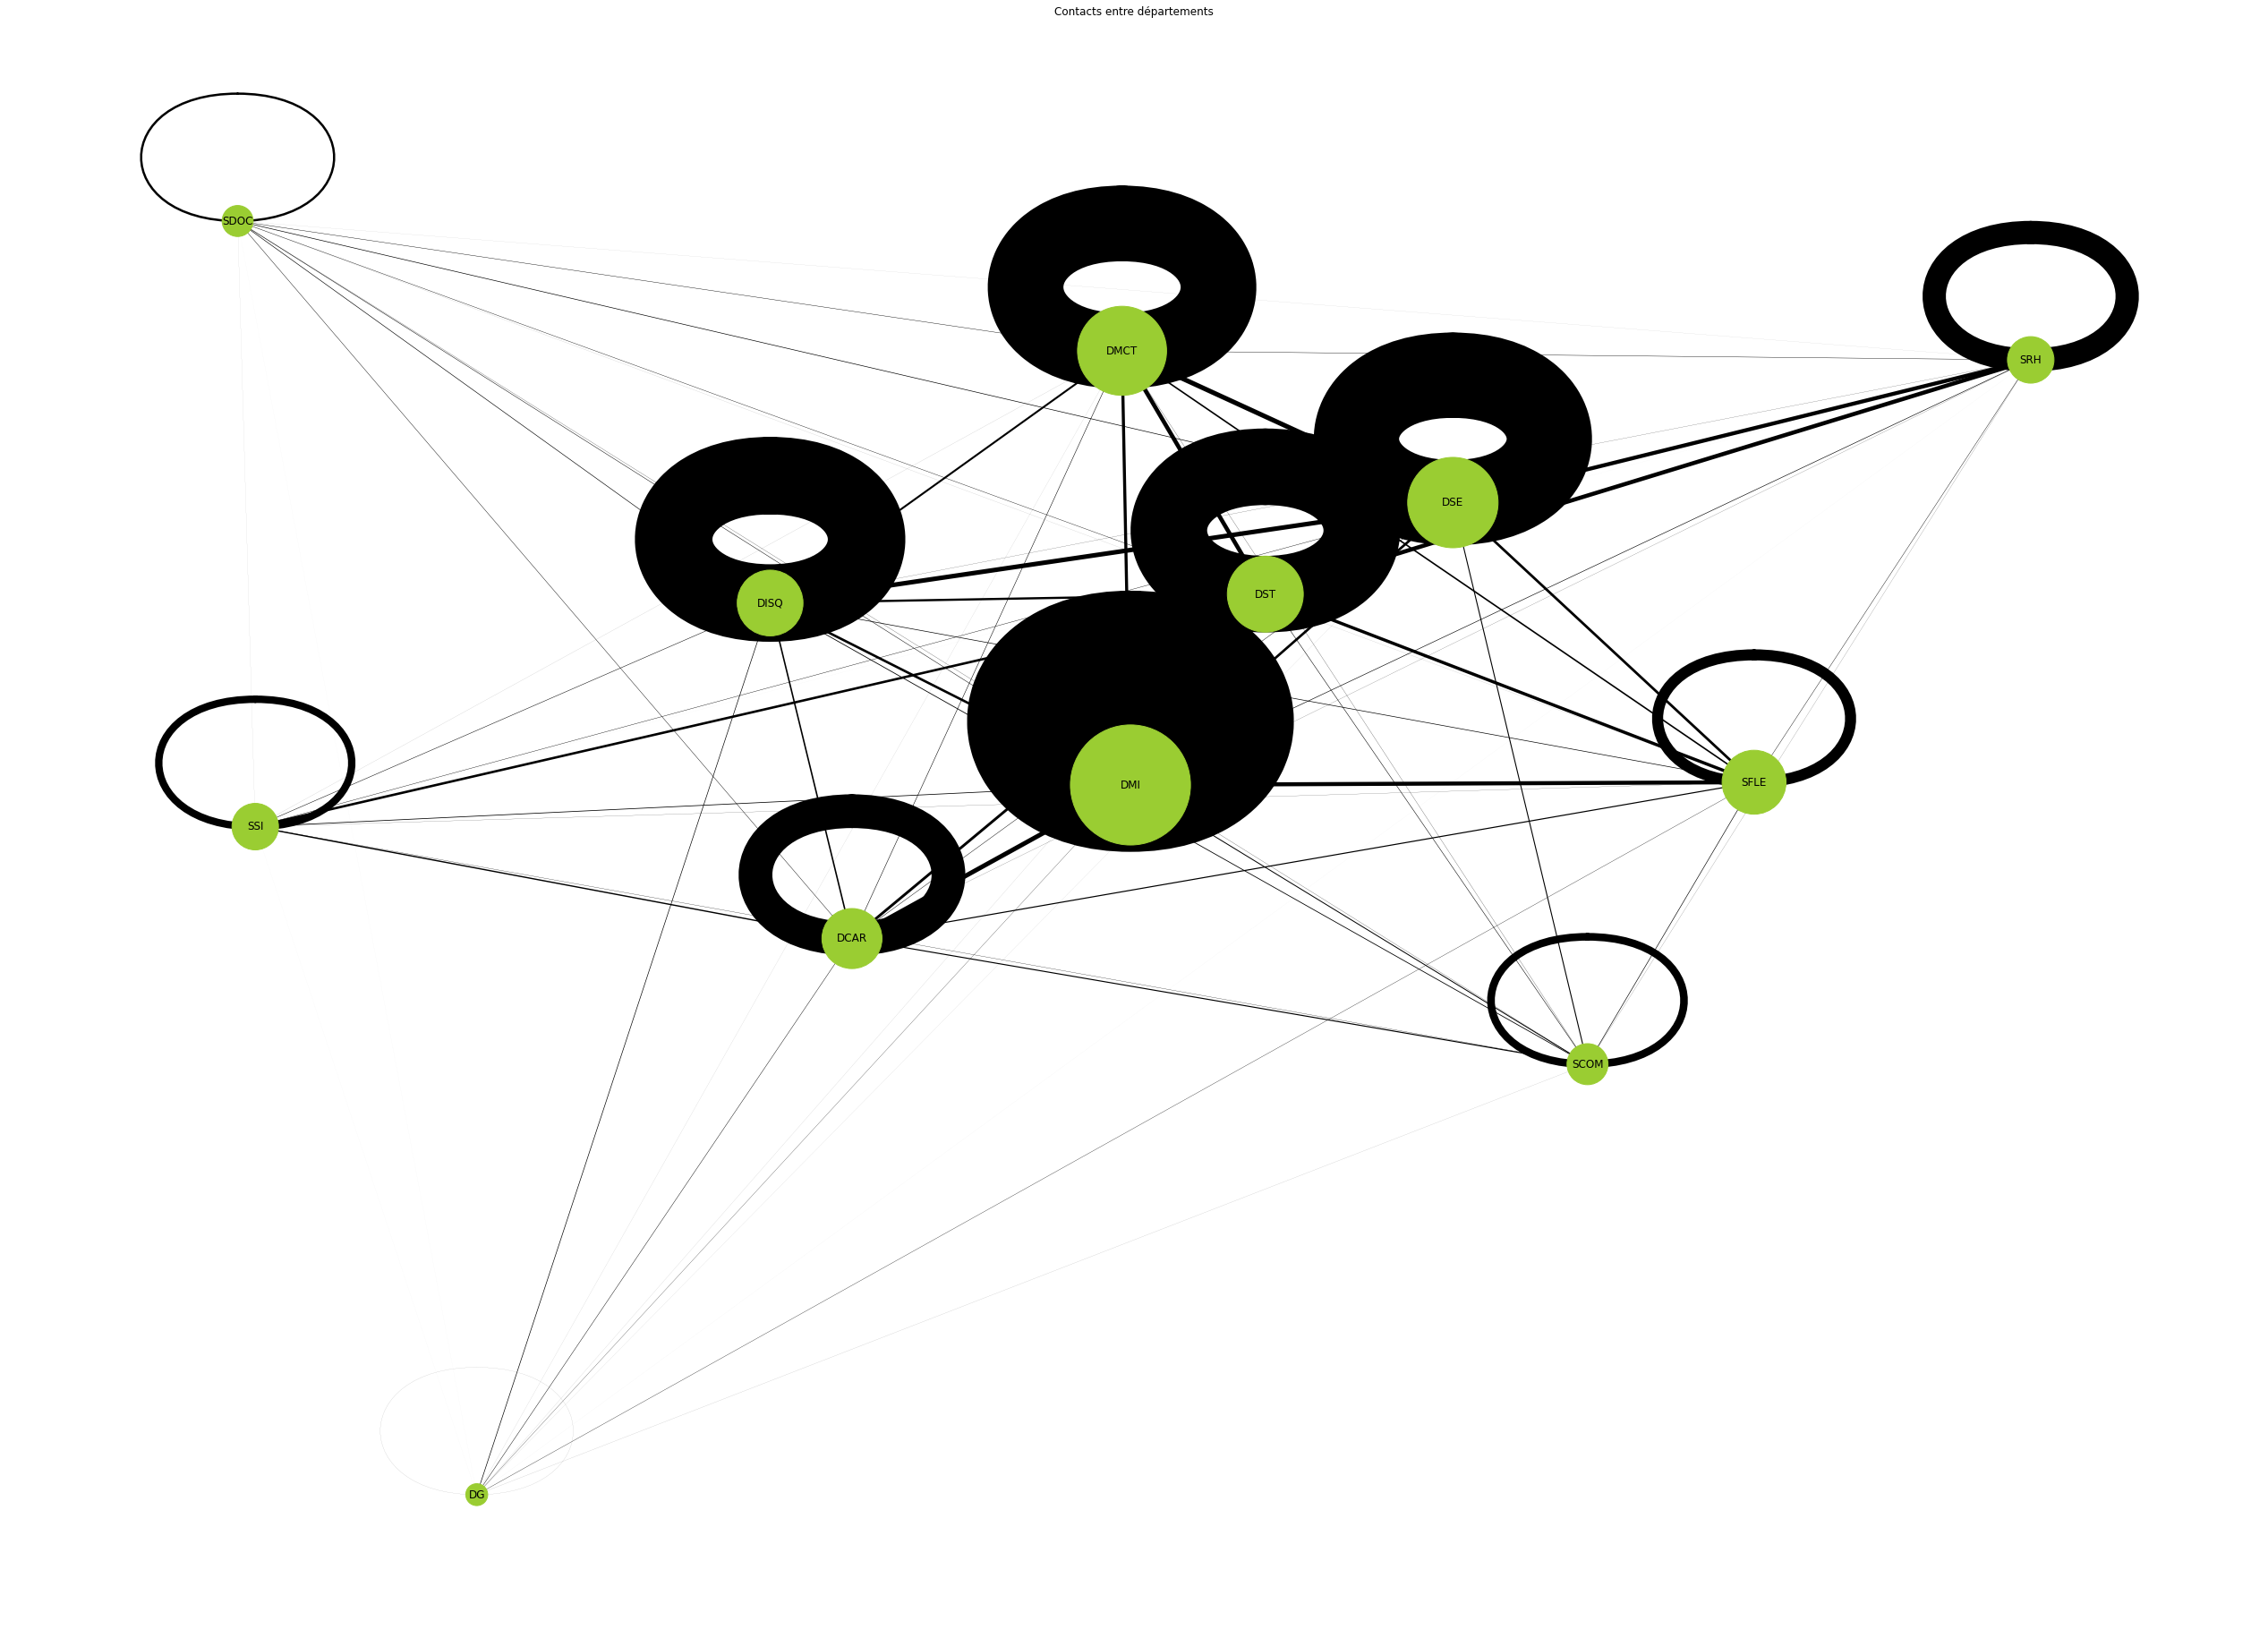 Contacts entre départements
SDOC
DMCT
SRH
DSE
DST
DISQ
SFLE
DMI
SSI
DCAR
SCOM
DG